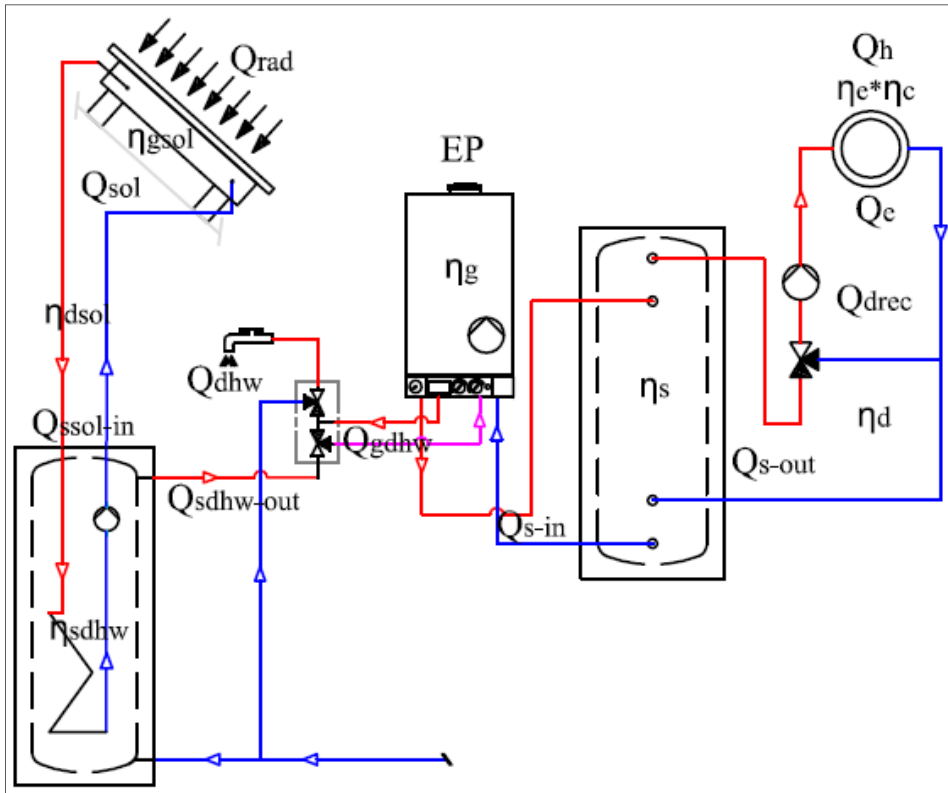 Qrad
Qh
ηe*ηc
ηgsol
EP
Qsol
Qe
ηg
ηdsol
Qdrec
Qdhw
ηs
Qssol-in
Qgdhw
ηd
Qsdhw-out
Qs-out
Qs-in
ηsdhw